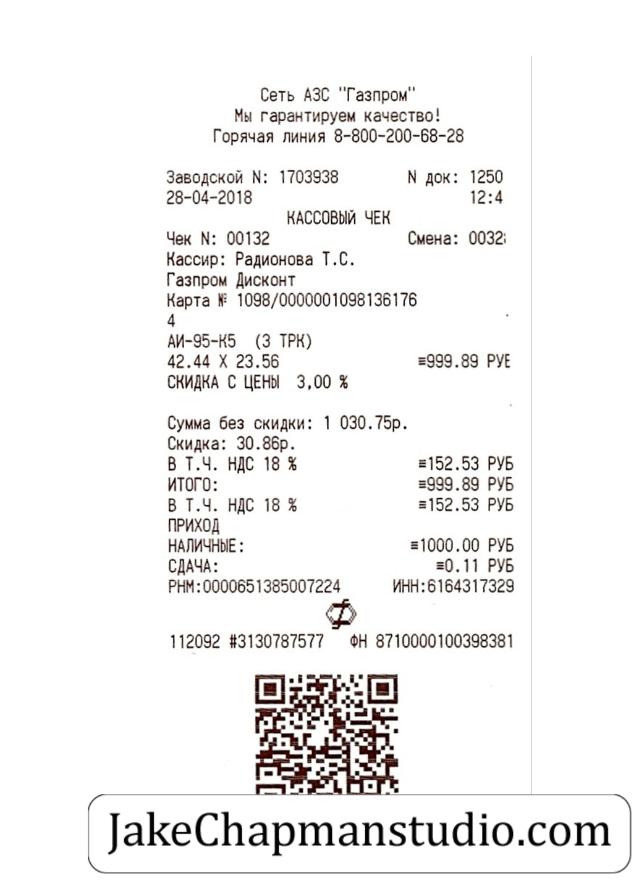 Сеть АЗС "Газпром"
Мы гарантируем качество!
Горячая линия 8-800-200-68-28
Заводской N: 1703938 N док: 1250
28-04-2018 12:4
КАССОВЫЙ ЧЕК
Чек N: 00132 Смена: 0032
Кассир: Радионова Т.С.
Газпром Дисконт
Карта № 1098/0000001098136176
4
АИ-95-К5 (3 ТРК)
42.44 X 23.56 ≡999.89 РУБ
СКИДКА С ЦЕНЫ 3,00 %
Сумма без скидки: 1 030.75р.
Скидка: 30.86р.
В Т.Ч. НДС 18 % ≡152.53 РУБ
ИТОГО: ≡999.89 РУБ
В Т.Ч. НДС 18 % ≡152.53 РУБ
ПРИХОД
НАЛИЧНЫЕ: ≡1000.00 РУБ
СДАЧА: ≡0.11 РУБ
РНМ:0000651385007224 ИНН:6164317329
112092 #3130787577 ФН 8710000100398381
JakeChapmanstudio.com